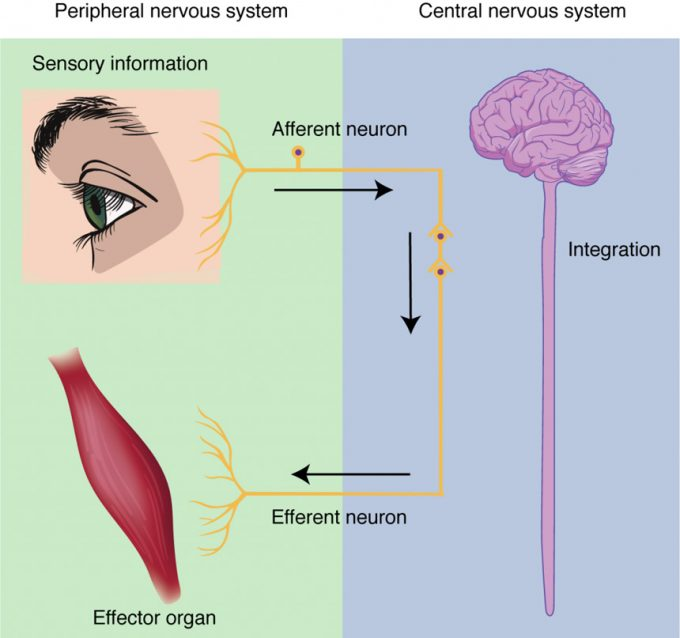 Peripheral nervous system
Central nervous system
Sensory information
Afferent neuron
Integration
Efferent neuron
Effector organ